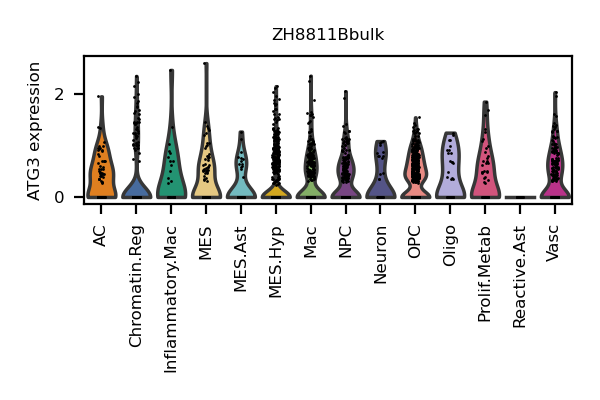 ZH8811Bbulk
ATG3 expression
2
0
AC
Chromatin.Reg
Inflammatory.Mac
MES
MES.Ast
MES.Hyp
Mac
NPC
Neuron
OPC
Oligo
Prolif.Metab
Reactive.Ast
Vasc